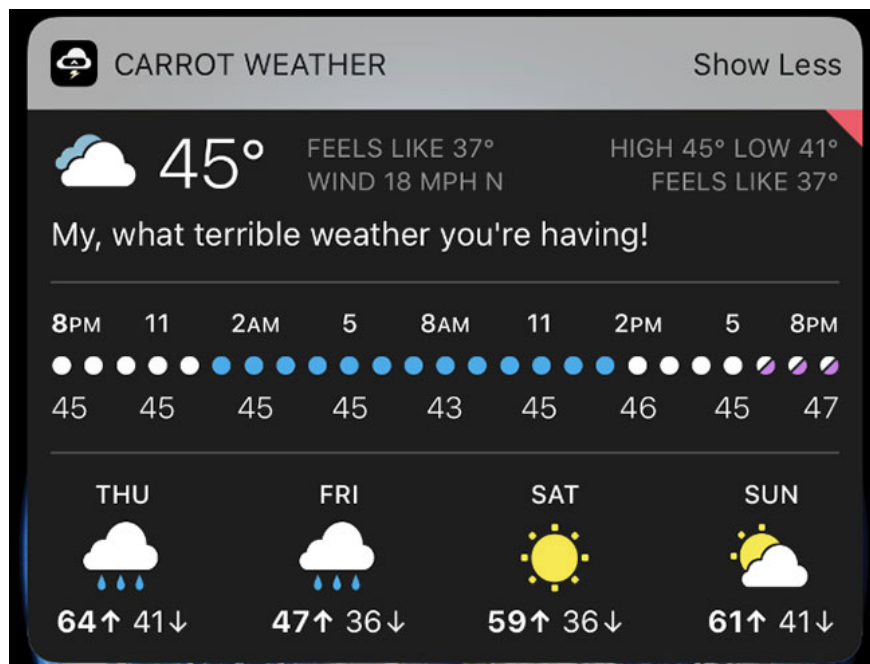 CARROT WEATHER Show Less
45° FEELS LIKE 37° HIGH 45° LOW 41°
WIND 18 MPH N FEELS LIKE 37°
My, what terrible weather you're having!
8PM 11 2AM 5 8AM 11 2PM 5 8PM
45 45 45 45 43 45 46 45 47
THU FRI SAT SUN
64↑ 41↓ 47↑ 36↓ 59↑ 36↓ 61↑ 41↓